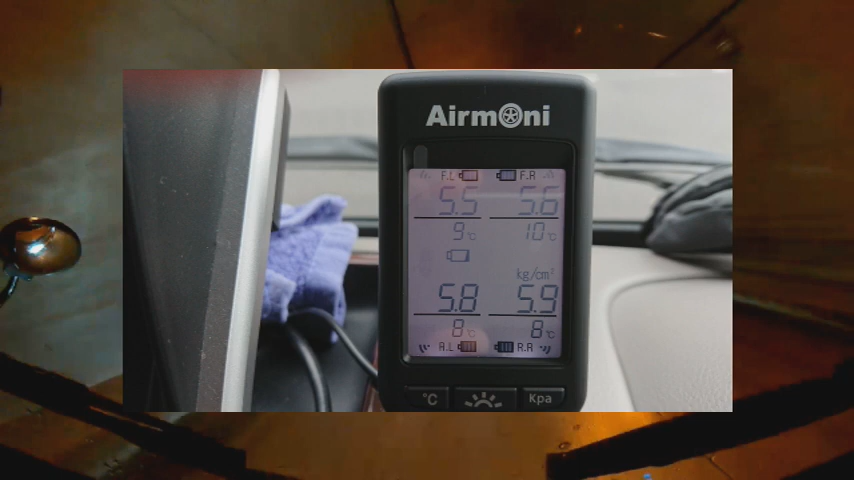 Airmoni
F.L F.R
5.5 5.6
9°C 10°C
kg/cm²
5.8 5.9
8°C 8°C
R.L R.R
°C Kpa